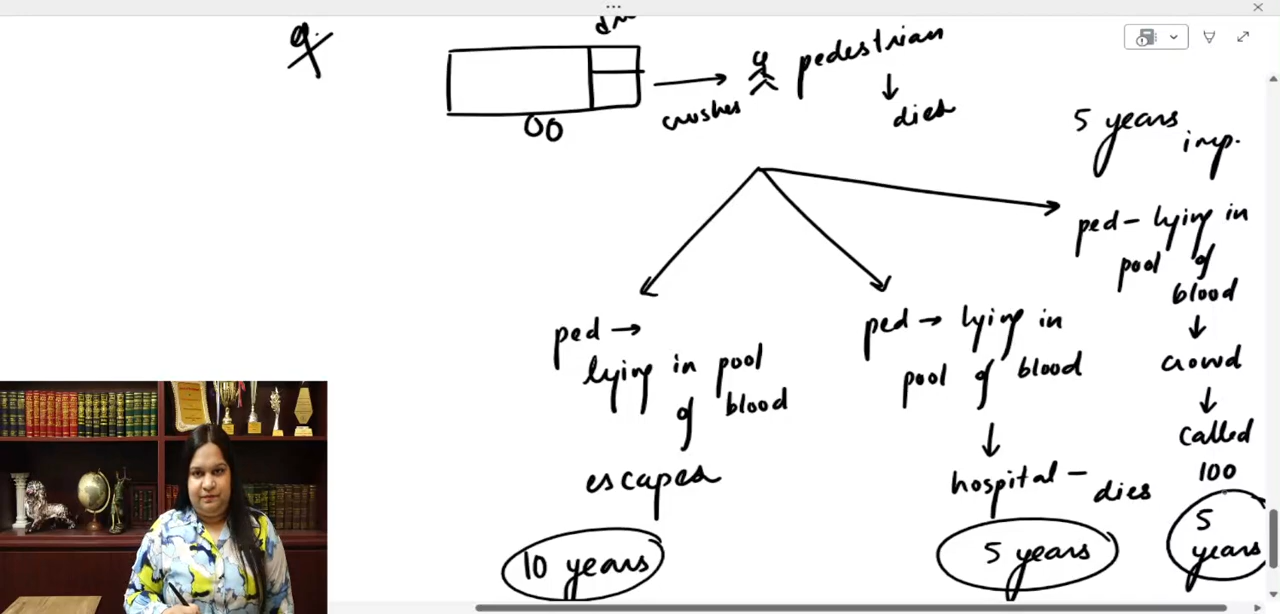 q.
crushes
pedestrian
dies
5 years
imp.
ped →
lying in pool
of blood
escapes
10 years
ped → lying in
pool of blood
hospital - dies
5 years
ped - lying in
pool of
blood
crowd
called
100
5
years